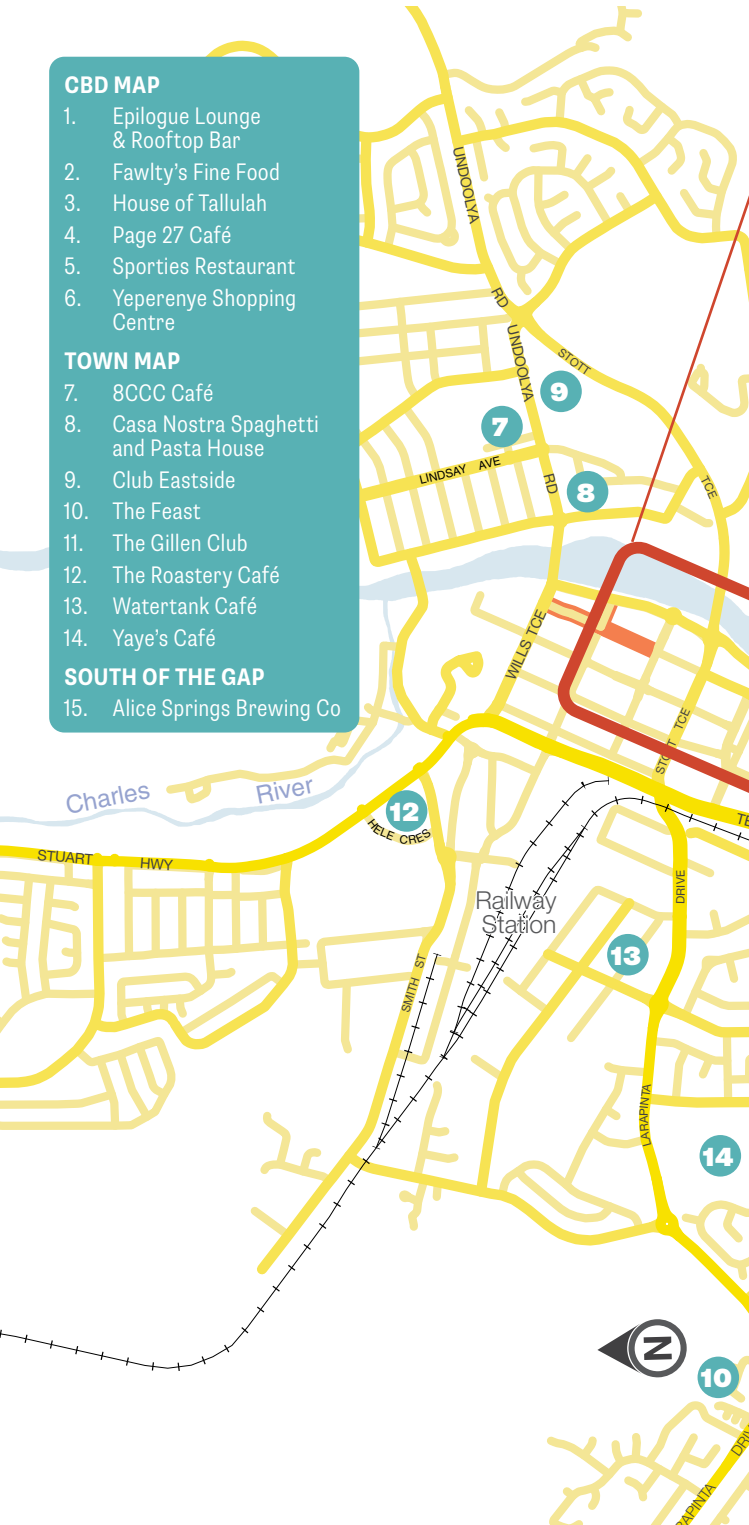 CBD MAP
1. Epilogue Lounge
& Rooftop Bar
2. Fawlty's Fine Food
3. House of Tallulah
4. Page 27 Café
5. Sporties Restaurant
6. Yeperenye Shopping
Centre
TOWN MAP
7. 8CCC Café
8. Casa Nostra Spaghetti
and Pasta House
9. Club Eastside
10. The Feast
11. The Gillen Club
12. The Roastery Café
13. Watertank Café
14. Yaye's Café
SOUTH OF THE GAP
15. Alice Springs Brewing Co
UNDOOLYA
RD
UNDOOLYA
STOTT
9
7
LINDSAY AVE
RD
8
TCE
WILLS TCE
STOTT TCE
Charles River
12
HELE CRES
TE
STUART HWY
DRIVE
Railway
Station
13
SMITH ST
LARAPINTA
14
N
10
DRIV
RAPINTA